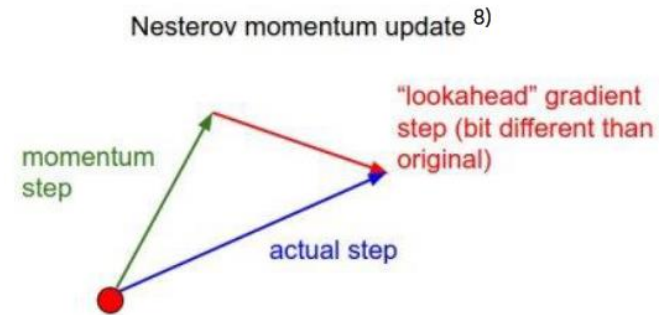 Nesterov momentum update 8)
"lookahead" gradient
step (bit different than
original)
momentum
step
actual step